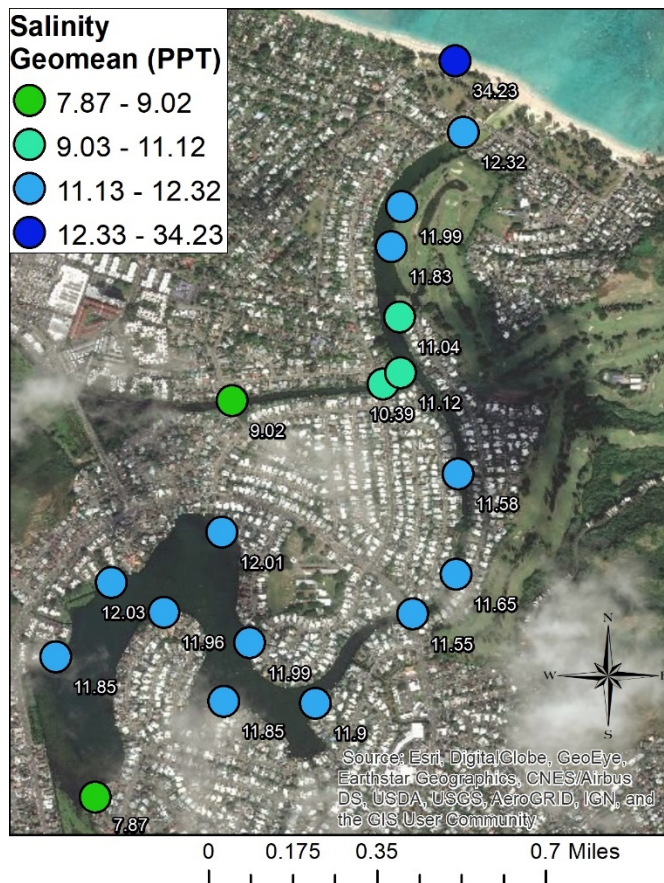 Salinity
Geomean (PPT)
7.87 - 9.02
9.03 - 11.12
11.13 - 12.32
12.33 - 34.23
34.23
12.32
11.99
11.83
11.04
11.12
10.39
9.02
11.58
12.01
11.65
12.03
11.96
11.55
11.99
11.85
11.85
11.9
7.87
N
W
E
S
Source: Esri, DigitalGlobe, GeoEye,
Earthstar Geographics, CNES/Airbus
DS, USDA, USGS, AeroGRID, IGN, and
the GIS User Community
0 0.175 0.35 0.7 Miles